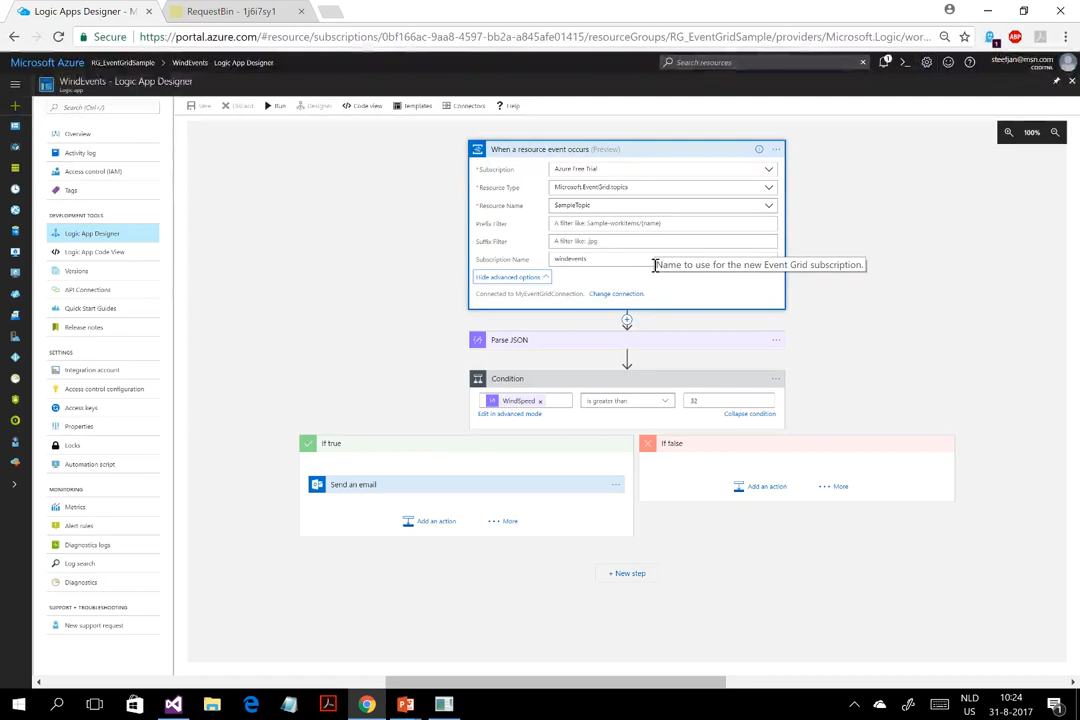 Logic Apps Designer
RequestBin - 1j6i7sy1
Secure
https://portal.azure.com/#resource/subscriptions/0bf166ac-9aa8-4597-bb2b-a2a845afe01415/resourceGroups/RG_EventGridSample/providers/Microsoft.Logic/wo...
ABP
1
Microsoft Azure
RG_EventGridSample
WindEvents - Logic App Designer
Search resources
steefjan@msn.com
CODITNL
WindEvents - Logic App Designer
Logic app
Search (Ctrl+/)
Save
Discard
Run
Designer
Code view
Templates
Connectors
? Help
100%
Overview
Activity log
Access control (IAM)
Tags
DEVELOPMENT TOOLS
Logic App Designer
Logic App Code View
Versions
API Connections
Quick Start Guides
Release notes
SETTINGS
Integration account
Access control configuration
Access keys
Properties
Locks
Automation script
MONITORING
Metrics
Alert rules
Diagnostics logs
Log search
Diagnostics
SUPPORT + TROUBLESHOOTING
New support request
When a resource event occurs (Preview)
* Subscription
Azure Free Trial
* Resource Type
Microsoft.EventGrid.topics
* Resource Name
SampleTopic
Prefix Filter
A filter like: Sample-workitems/{name}
Suffix Filter
A filter like: .jpg
Subscription Name
windevents
Name to use for the new Event Grid subscription.
Hide advanced options
Connected to MyEventGridConnection. Change connection.
Parse JSON
Condition
WindSpeed x
is greater than
32
Edit in advanced mode
Collapse condition
If true
If false
Send an email
Add an action
... More
Add an action
... More
+ New step
NLD
US
10:24
31-8-2017
1